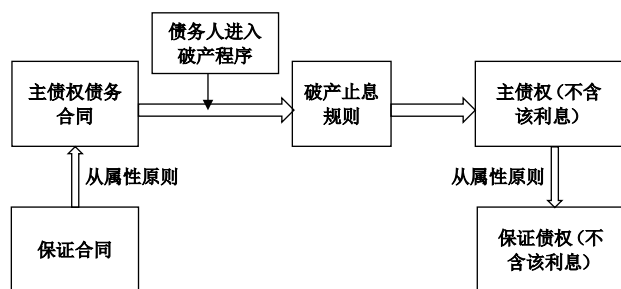 债务人进入
破产程序
主债权债务
合同
破产止息
规则
主债权（不含
该利息）
从属性原则
从属性原则
保证合同
保证债权（不
含该利息）